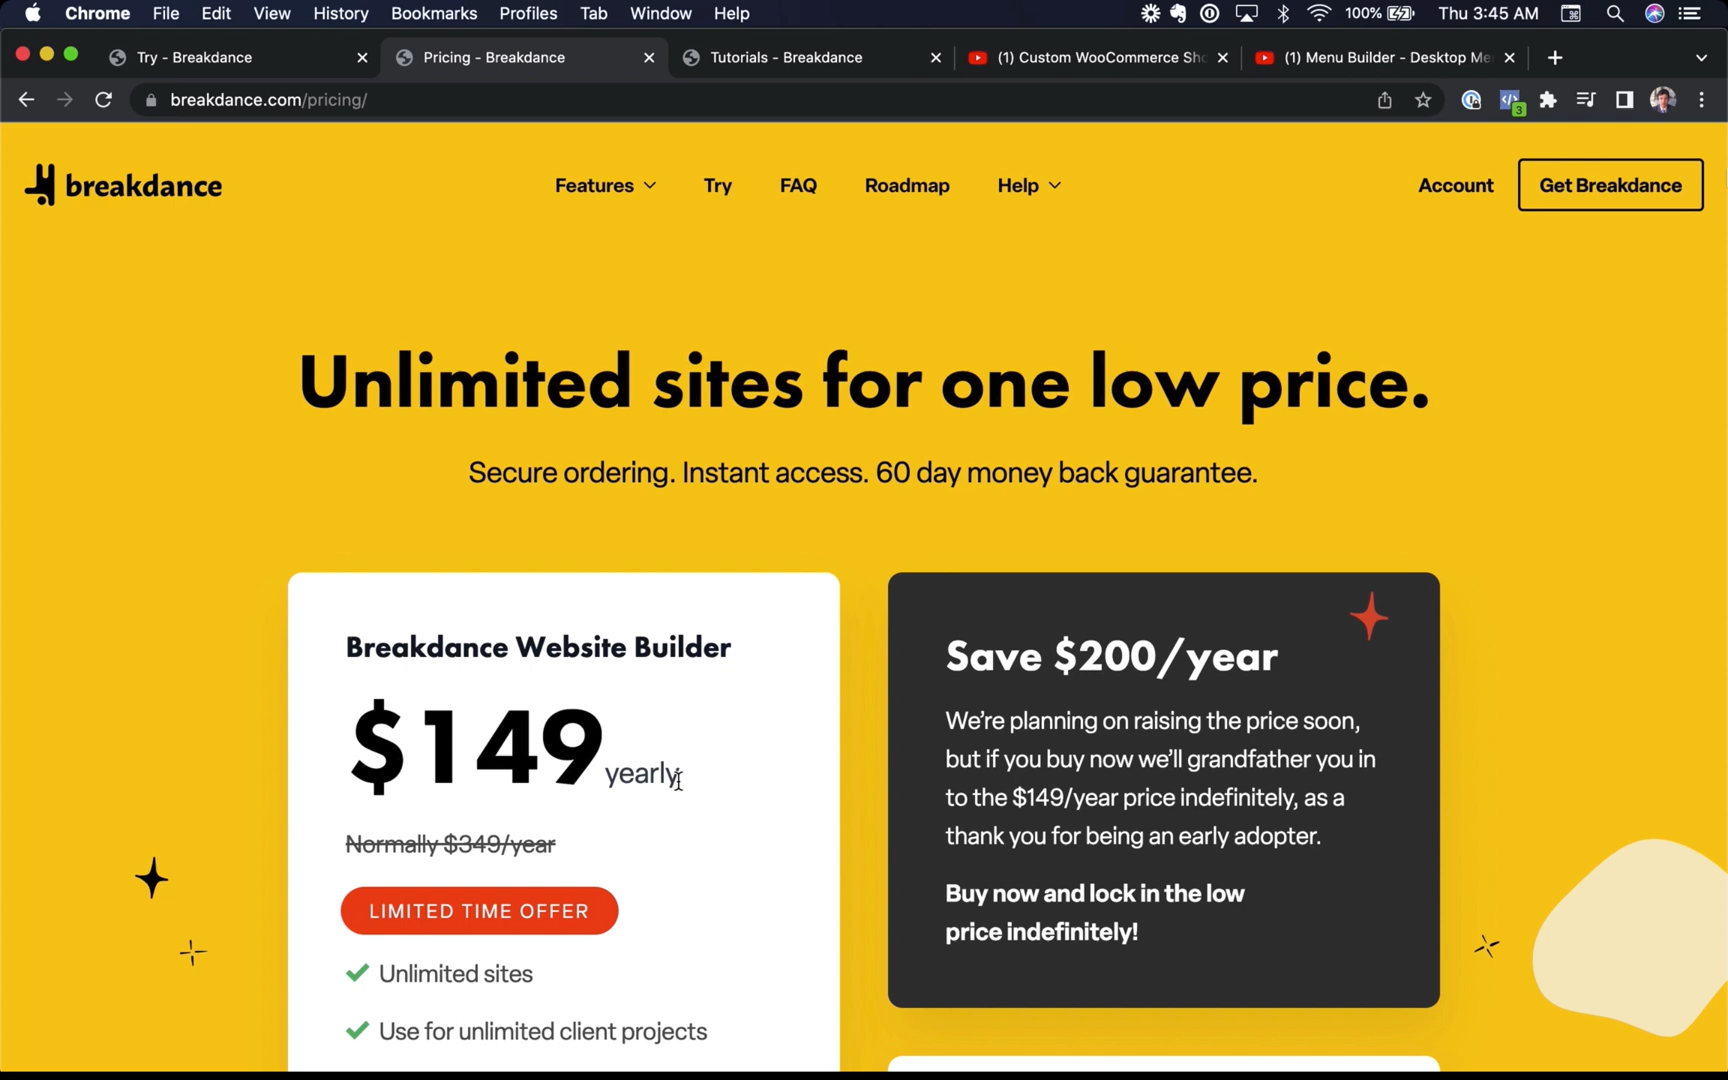 Chrome File Edit View History Bookmarks Profiles Tab Window Help 100% Thu 3:45 AM
Try - Breakdance
Pricing - Breakdance
Tutorials - Breakdance
(1) Custom WooCommerce Sho
(1) Menu Builder - Desktop Me
breakdance.com/pricing/
3
breakdance
Features Try FAQ Roadmap Help
Account Get Breakdance
Unlimited sites for one low price.
Secure ordering. Instant access. 60 day money back guarantee.
Breakdance Website Builder
$149 yearly
Normally $349/year
LIMITED TIME OFFER
Unlimited sites
Use for unlimited client projects
Save $200/year
We're planning on raising the price soon,
but if you buy now we'll grandfather you in
to the $149/year price indefinitely, as a
thank you for being an early adopter.
Buy now and lock in the low
price indefinitely!